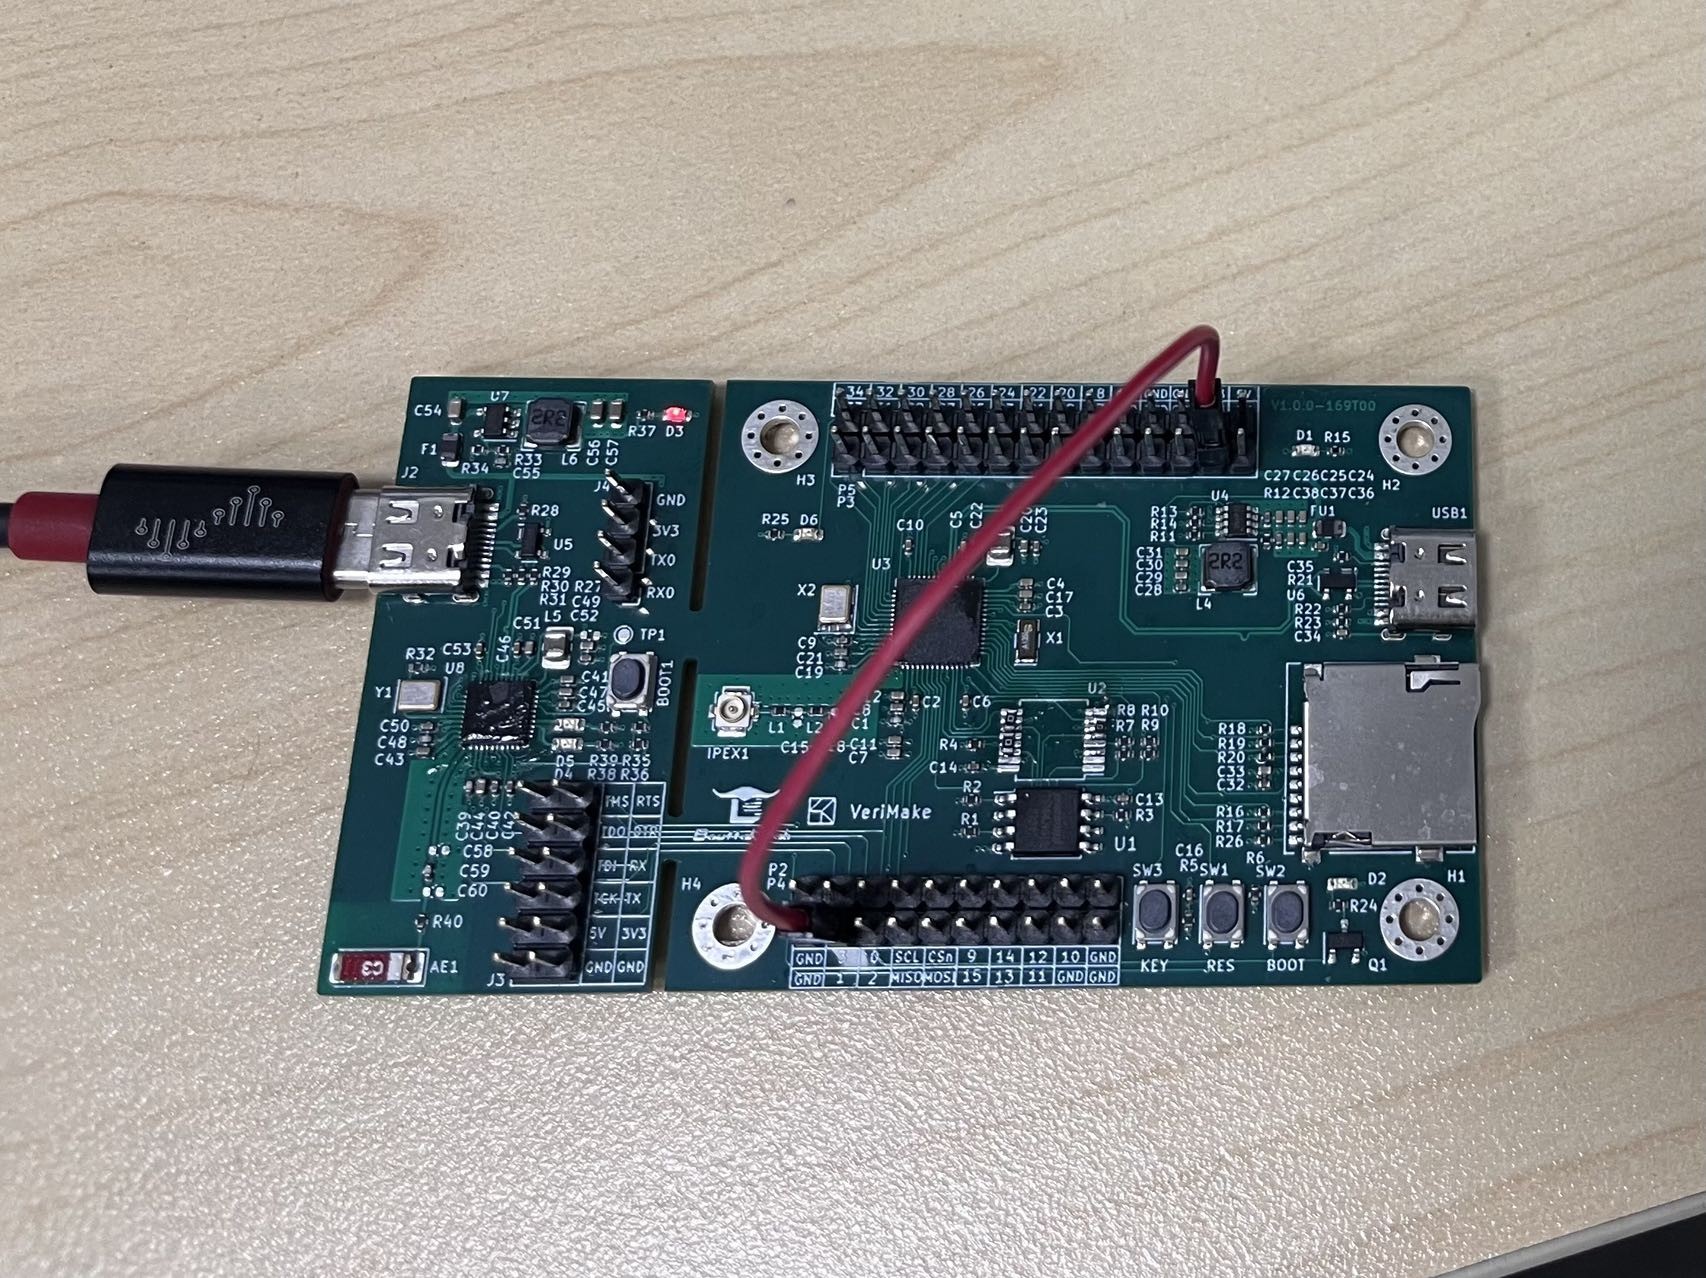 34 32 30 28 26 24 22 20
V1.0.0-169T00
C54
U7
2R5
L6
C56
C57
R37 D3
F1
R34
R33
C55
J2
H3
P5
P3
D1 R15
H2
C27 C26 C25 C24
R12 C38 C37 C36
U4
FU1
USB1
J4
GND
3V3
TX0
RX0
R28
U5
R29
R30
R31
R27
C49
C52
L5
C51
TP1
BOOT1
R25 D6
C10
C5
C22
C23
U3
X2
C9
C21
C19
C4
C17
C3
X1
R13
R14
R11
C31
C30
C29
C28
2R5
L4
C35
R21
U6
R22
R23
C34
R32
U8
C53
C46
Y1
C50
C48
C43
C41
C47
C45
D5
D4
R39
R38
R35
R36
IPEX1
L1
L2
C15
C1
C11
C7
C2
C6
U2
R8 R10
R7 R9
R4
C14
R2
R1
C13
R3
U1
R18
R19
R20
C33
C32
R16
R17
R26
R6
VeriMake
C39
C44
C40
C42
C58
C59
C60
R40
AE1
J3
TMS RTS
TDO DTR
TDI RX
TCK TX
5V 3V3
GND GND
P2
P4
H4
SW3
C16
R5
SW1
SW2
D2
R24
H1
Q1
KEY
RES
BOOT
GND 3 0 SCL CSn 9 14 12 10 GND
GND 1 2 MISO MOSI 15 13 11 GND GND